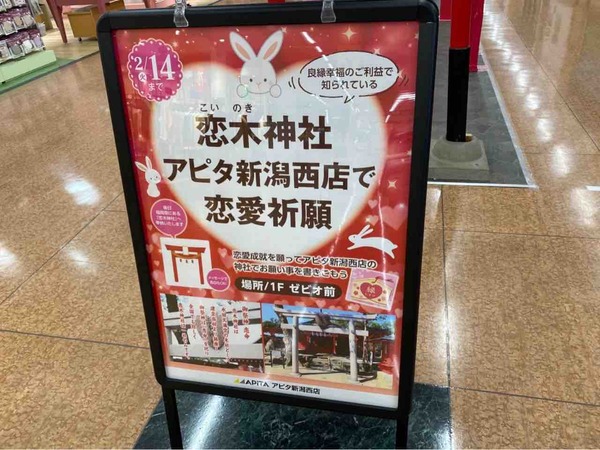 2/14
火
まで
良縁幸福のご利益で
知られている
こい のき
恋木神社
アピタ新潟西店で
恋愛祈願
恋愛成就を願ってアピタ新潟西店の
神社でお願い事を書きこもう
場所/1F ゼビオ前
縁
APITA アピタ新潟西店